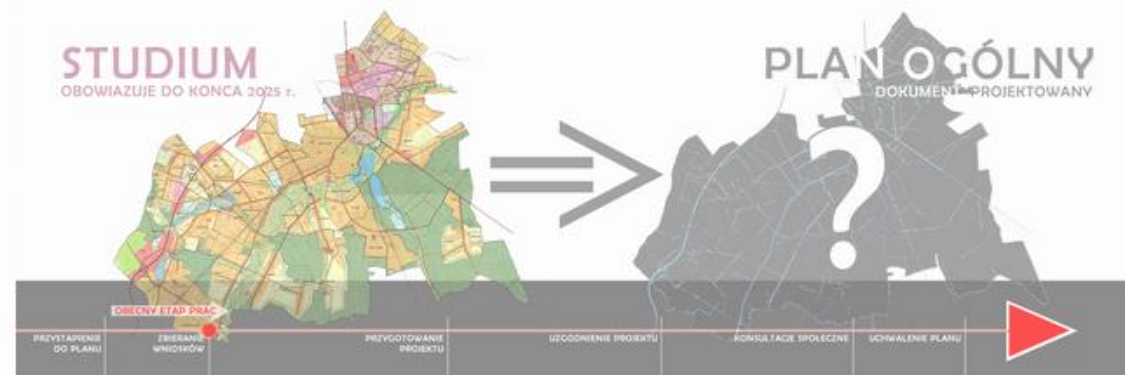 STUDIUM
OBOWIAZUJE DO KONCA 2025 r.
PLAN OGÓLNY
DOKUMENT PROJEKTOWANY
?
OBECNY ETAP PRAC
PRZYSTĄPIENIE
DO PLANU
ZBIERANIE
WNIOSKÓW
PRZYGOTOWANIE
PROJEKTU
UZGODNIENIE PROJEKTU
KONSULTACJE SPOŁECZNE
UCHWALENIE PLANU